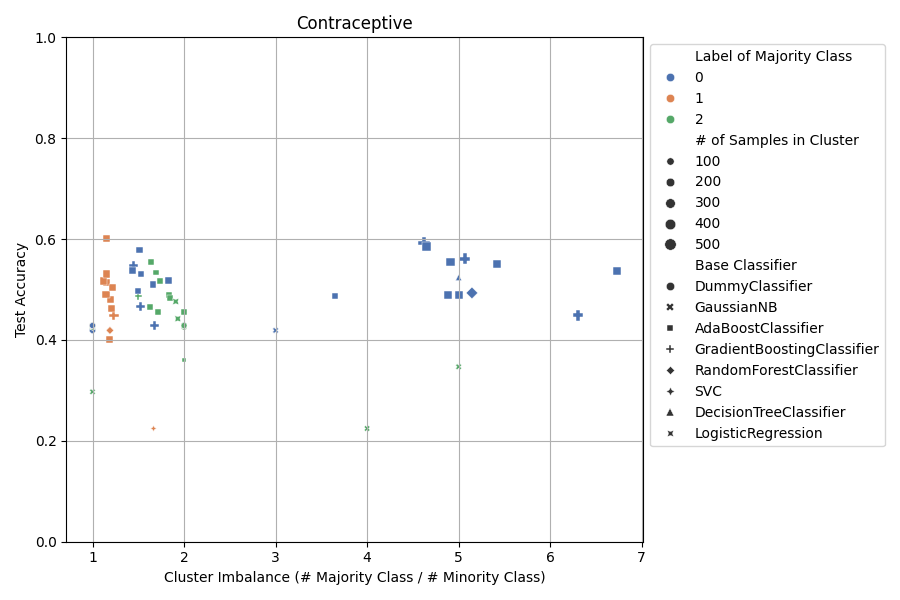 Contraceptive
1.0
0.8
0.6
0.4
0.2
0.0
Test Accuracy
1 2 3 4 5 6 7
Cluster Imbalance (# Majority Class / # Minority Class)
Label of Majority Class
0
1
2
# of Samples in Cluster
100
200
300
400
500
Base Classifier
DummyClassifier
GaussianNB
AdaBoostClassifier
GradientBoostingClassifier
RandomForestClassifier
SVC
DecisionTreeClassifier
LogisticRegression